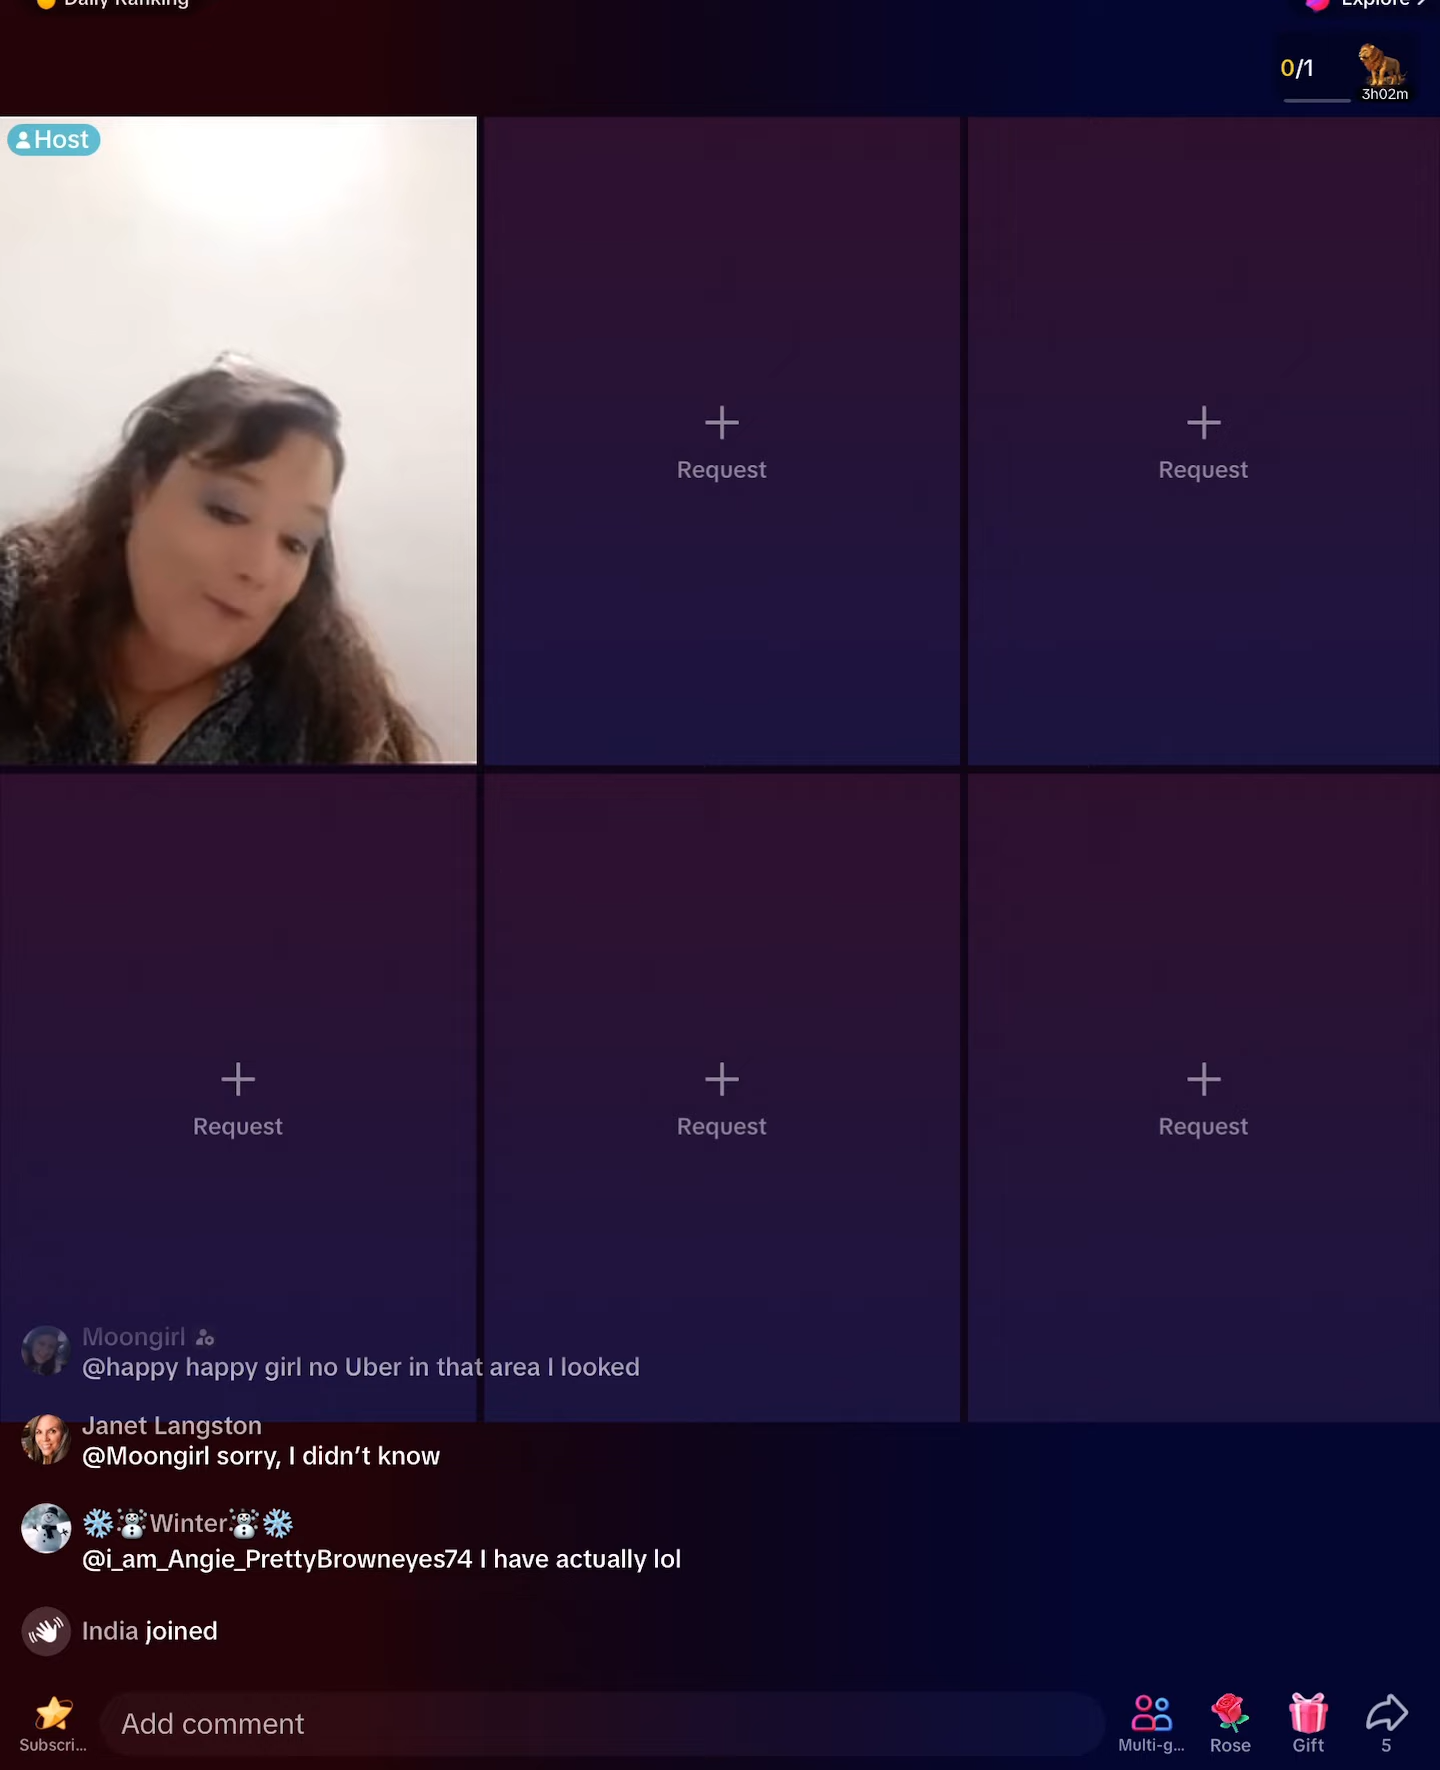 Daily Ranking
Explore >
0/1
3h02m
Host
Request
Request
Request
Request
Request
Moongirl
@happy happy girl no Uber in that area I looked
Janet Langston
@Moongirl sorry, I didn’t know
❄️☃️Winter☃️❄️
@i_am_Angie_PrettyBrowneyes74 I have actually lol
India joined
Add comment
Subscri...
Multi-g...
Rose
Gift
5